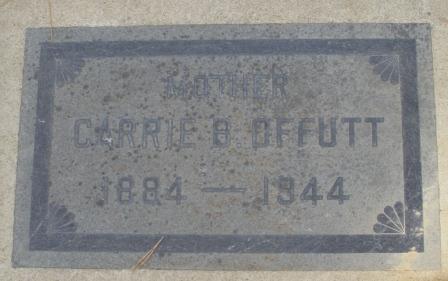 MOTHER
CARRIE B. OFFUTT
1884 — 1944